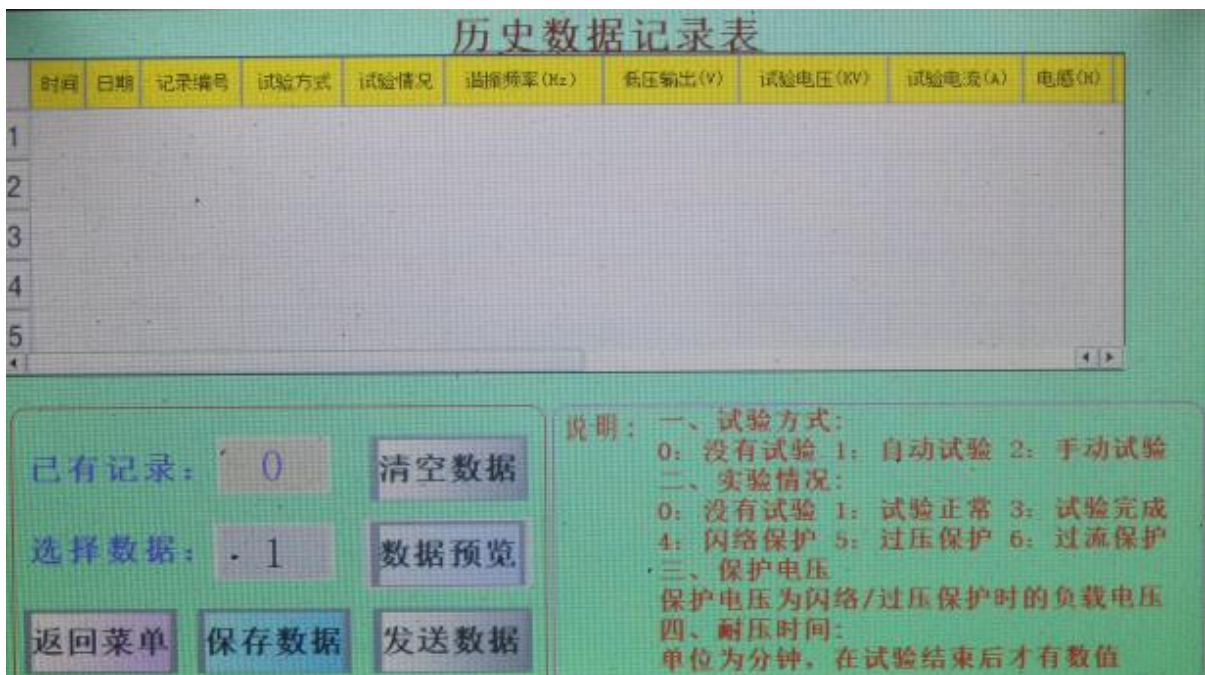 历史数据记录表
时间 日期 记录编号 试验方式 试验情况 谐振频率(Hz) 低压输出(V) 试验电压(KV) 试验电流(A) 电感(H)
1
2
3
4
5
已有记录: 0 清空数据
选择数据: 1 数据预览
返回菜单 保存数据 发送数据
说明: 一、试验方式:
0: 没有试验 1: 自动试验 2: 手动试验
二、实验情况:
0: 没有试验 1: 试验正常 3: 试验完成
4: 闪络保护 5: 过压保护 6: 过流保护
三、保护电压
保护电压为闪络/过压保护时的负载电压
四、耐压时间:
单位为分钟, 在试验结束后才有数值